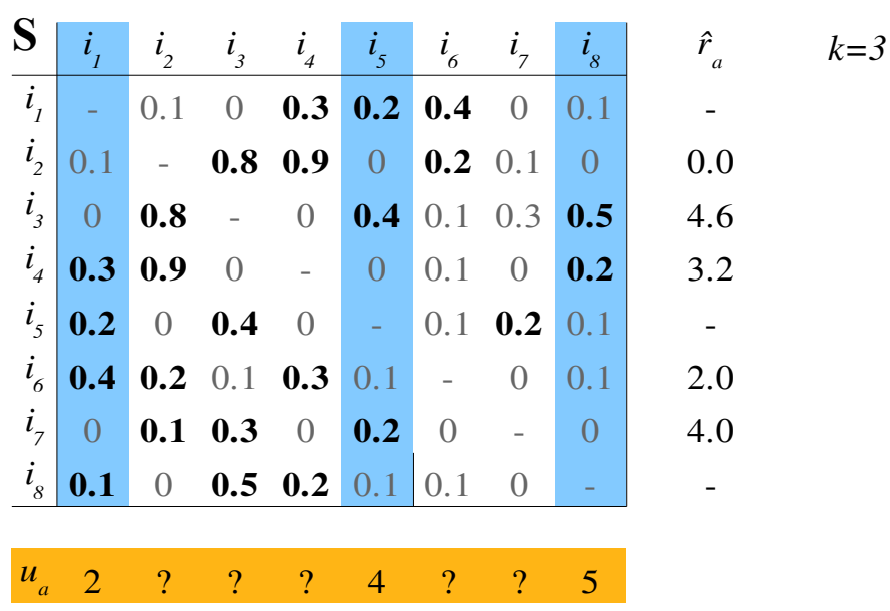 S i_1 i_2 i_3 i_4 i_5 i_6 i_7 i_8 r̂_a k=3
i_1 - 0.1 0 0.3 0.2 0.4 0 0.1 -
i_2 0.1 - 0.8 0.9 0 0.2 0.1 0 0.0
i_3 0 0.8 - 0 0.4 0.1 0.3 0.5 4.6
i_4 0.3 0.9 0 - 0 0.1 0 0.2 3.2
i_5 0.2 0 0.4 0 - 0.1 0.2 0.1 -
i_6 0.4 0.2 0.1 0.3 0.1 - 0 0.1 2.0
i_7 0 0.1 0.3 0 0.2 0 - 0 4.0
i_8 0.1 0 0.5 0.2 0.1 0.1 0 - -
u_a 2 ? ? ? 4 ? ? 5